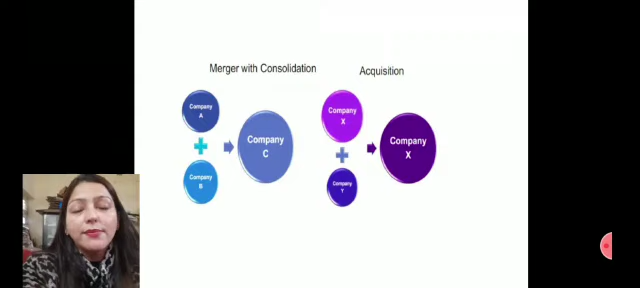 Merger with Consolidation
Acquisition
Company
A
Company
B
Company
C
Company
X
Company
Y
Company
X